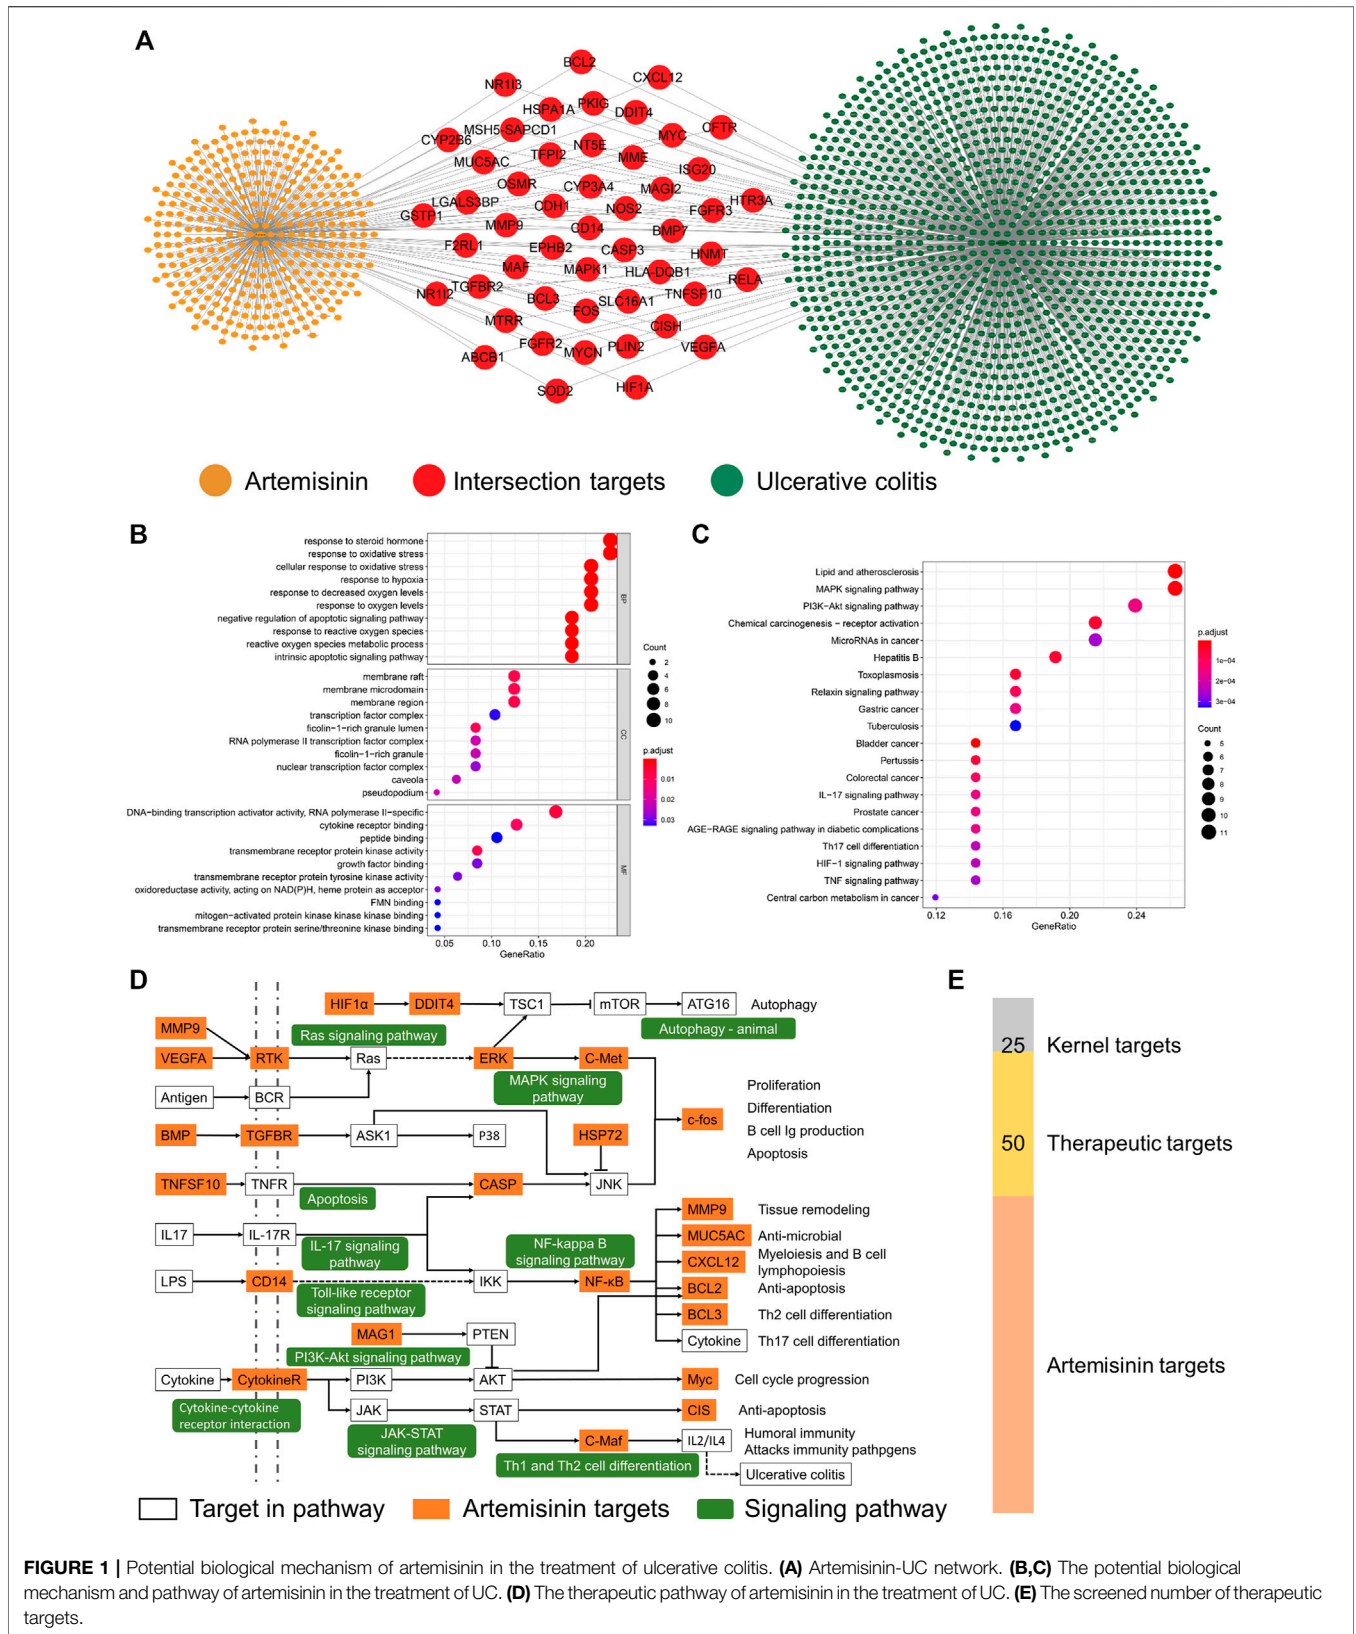 A
BCL2
CXCL12
NR1I3
HSPA1A
PKIG
DDIT4
MSH5-SAPCD1
MYC
CFTR
CYP2B6
TFPI2
NT5E
MME
MUC5AC
ISG20
OSMR
CYP3A4
MAGI2
LGALS3BP
CDH1
NOS2
FGFR3
HTR3A
GSTP1
MMP9
CD14
BMP7
F2RL1
EPHB2
CASP3
HNMT
MAF
MAPK1
HLA-DQB1
RELA
NR1I2
TGFBR2
BCL3
SLC16A1
TNFSF10
FOS
MTRR
CISH
FGFR2
MYCN
PLIN2
VEGFA
ABCB1
SOD2
HIF1A
Artemisinin
Intersection targets
Ulcerative colitis
B
response to steroid hormone
response to oxidative stress
cellular response to oxidative stress
response to hypoxia
response to decreased oxygen levels
response to oxygen levels
negative regulation of apoptotic signaling pathway
response to reactive oxygen species
reactive oxygen species metabolic process
intrinsic apoptotic signaling pathway
BP
membrane raft
membrane microdomain
membrane region
transcription factor complex
ficolin−1−rich granule lumen
RNA polymerase II transcription factor complex
ficolin−1−rich granule
nuclear transcription factor complex
caveola
pseudopodium
CC
DNA−binding transcription activator activity, RNA polymerase II−specific
cytokine receptor binding
peptide binding
transmembrane receptor protein kinase activity
growth factor binding
transmembrane receptor protein tyrosine kinase activity
oxidoreductase activity, acting on NAD(P)H, heme protein as acceptor
FMN binding
mitogen−activated protein kinase kinase kinase binding
transmembrane receptor protein serine/threonine kinase binding
MF
0.05 0.10 0.15 0.20
GeneRatio
Count
2
4
6
8
10
p.adjust
0.01
0.02
0.03
C
Lipid and atherosclerosis
MAPK signaling pathway
PI3K−Akt signaling pathway
Chemical carcinogenesis − receptor activation
MicroRNAs in cancer
Hepatitis B
Toxoplasmosis
Relaxin signaling pathway
Gastric cancer
Tuberculosis
Bladder cancer
Pertussis
Colorectal cancer
IL−17 signaling pathway
Prostate cancer
AGE−RAGE signaling pathway in diabetic complications
Th17 cell differentiation
HIF−1 signaling pathway
TNF signaling pathway
Central carbon metabolism in cancer
0.12 0.16 0.20 0.24
GeneRatio
p.adjust
1e−04
2e−04
3e−04
Count
5
6
7
8
9
10
11
D
HIF1α DDIT4 TSC1 mTOR ATG16 Autophagy
MMP9
Ras signaling pathway
Autophagy - animal
VEGFA RTK Ras ERK C-Met
MAPK signaling
pathway
Antigen BCR
Proliferation
Differentiation
B cell Ig production
Apoptosis
c-fos
BMP TGFBR ASK1 P38 HSP72
TNFSF10 TNFR CASP JNK
Apoptosis
IL17 IL-17R
IL-17 signaling
pathway
NF-kappa B
signaling pathway
MMP9 Tissue remodeling
MUC5AC Anti-microbial
CXCL12 Myeloiesis and B cell
lymphopoiesis
LPS CD14 IKK NF-κB
Toll-like receptor
signaling pathway
BCL2 Anti-apoptosis
BCL3 Th2 cell differentiation
Cytokine Th17 cell differentiation
MAG1 PTEN
PI3K-Akt signaling pathway
Cytokine CytokineR PI3K AKT Myc Cell cycle progression
Cytokine-cytokine
receptor interaction
JAK STAT CIS Anti-apoptosis
JAK-STAT
signaling pathway
C-Maf IL2/IL4 Humoral immunity
Attacks immunity pathpgens
Th1 and Th2 cell differentiation
Ulcerative colitis
Target in pathway
Artemisinin targets
Signaling pathway
E
25 Kernel targets
50 Therapeutic targets
Artemisinin targets
FIGURE 1 | Potential biological mechanism of artemisinin in the treatment of ulcerative colitis. (A) Artemisinin-UC network. (B,C) The potential biological
mechanism and pathway of artemisinin in the treatment of UC. (D) The therapeutic pathway of artemisinin in the treatment of UC. (E) The screened number of therapeutic
targets.